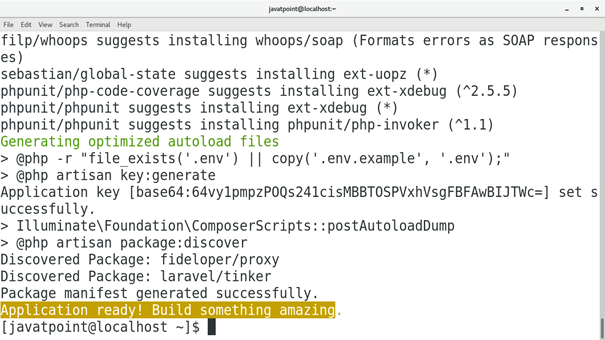 javatpoint@localhost:~
File Edit View Search Terminal Help
filp/whoops suggests installing whoops/soap (Formats errors as SOAP respons
es)
sebastian/global-state suggests installing ext-uopz (*)
phpunit/php-code-coverage suggests installing ext-xdebug (^2.5.5)
phpunit/phpunit suggests installing ext-xdebug (*)
phpunit/phpunit suggests installing phpunit/php-invoker (^1.1)
Generating optimized autoload files
> @php -r "file_exists('.env') || copy('.env.example', '.env');"
> @php artisan key:generate
Application key [base64:64vy1pmpzPOQs241cisMBBTOSPVxhVsgFBFAwBIJTWc=] set s
uccessfully.
> Illuminate\Foundation\ComposerScripts::postAutoloadDump
> @php artisan package:discover
Discovered Package: fideloper/proxy
Discovered Package: laravel/tinker
Package manifest generated successfully.
Application ready! Build something amazing.
[javatpoint@localhost ~]$